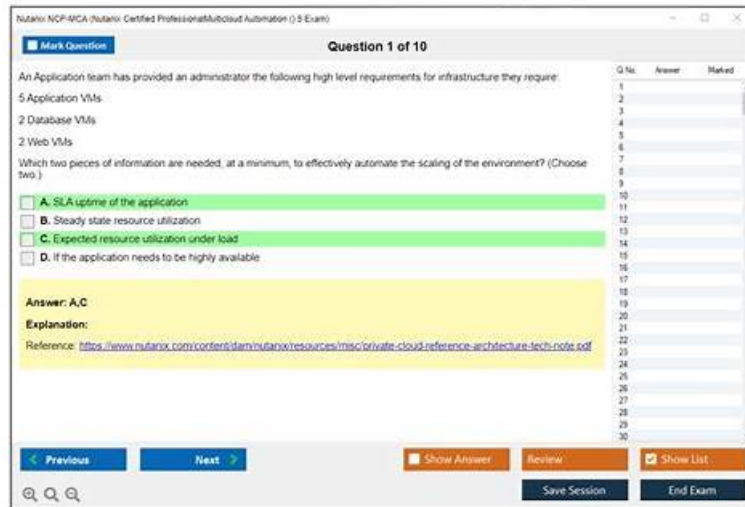 Nutanix NCP-MCA (Nutanix Certified ProfessionalMulticloud Automation () 5 Exam)
Mark Question
Question 1 of 10
An Application team has provided an administrator the following high level requirements for infrastructure they require
5 Application VMs
2 Database VMs
2 Web VMs
Which two pieces of information are needed, at a minimum, to effectively automate the scaling of the environment? (Choose
two.)
A. SLA uptime of the application
B. Steady state resource utilization
C. Expected resource utilization under load
D. If the application needs to be highly available
Answer: A,C
Explanation:
Reference: https://www.nutanix.com/content/dam/nutanix/resources/misc/private-cloud-reference-architecture-tech-note.pdf
Q No. Answer Marked
1
2
3
4
5
6
7
8
9
10
11
12
13
14
15
16
17
18
19
20
21
22
23
24
25
26
27
28
29
30
Previous
Next
Show Answer
Review
Show List
Save Session
End Exam